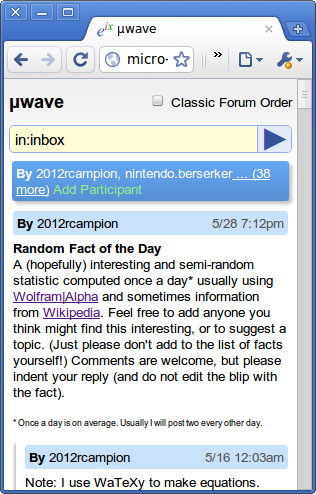 eix μwave
micro-
»
μwave
Classic Forum Order
in:inbox
By 2012rcampion, nintendo.berserker ... (38
more) Add Participant
By 2012rcampion 5/28 7:12pm
Random Fact of the Day
A (hopefully) interesting and semi-random
statistic computed once a day* usually using
Wolfram|Alpha and sometimes information
from Wikipedia. Feel free to add anyone you
think might find this interesting, or to suggest a
topic. (Just please don't add to the list of facts
yourself!) Comments are welcome, but please
indent your reply (and do not edit the blip with
the fact).
* Once a day is on average. Usually I will post two every other day.
By 2012rcampion 5/16 12:03am
Note: I use WaTeXy to make equations.